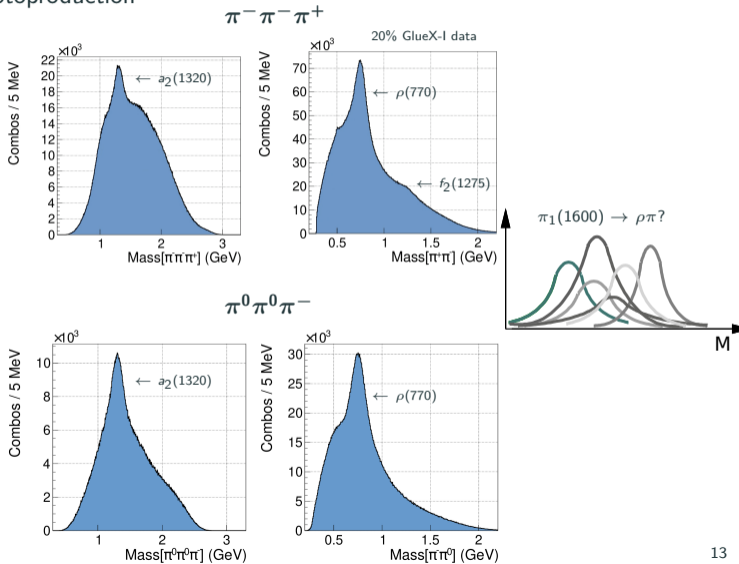 π⁻π⁻π⁺
20% GlueX-I data
×10³
Combos / 5 MeV
22
20
18
16
14
12
10
8
6
4
2
0
← a₂(1320)
1 2 3
Mass[π⁻π⁻π⁺] (GeV)
×10³
Combos / 5 MeV
70
60
50
40
30
20
10
0
← ρ(770)
← f₂(1275)
0.5 1 1.5 2
Mass[π⁺π⁻] (GeV)
π₁(1600) → ρπ?
M
π⁰π⁰π⁻
×10³
Combos / 5 MeV
10
8
6
4
2
0
← a₂(1320)
1 2 3
Mass[π⁰π⁰π⁻] (GeV)
×10³
Combos / 5 MeV
30
25
20
15
10
5
0
← ρ(770)
0.5 1 1.5 2
Mass[π⁻π⁰] (GeV)
13